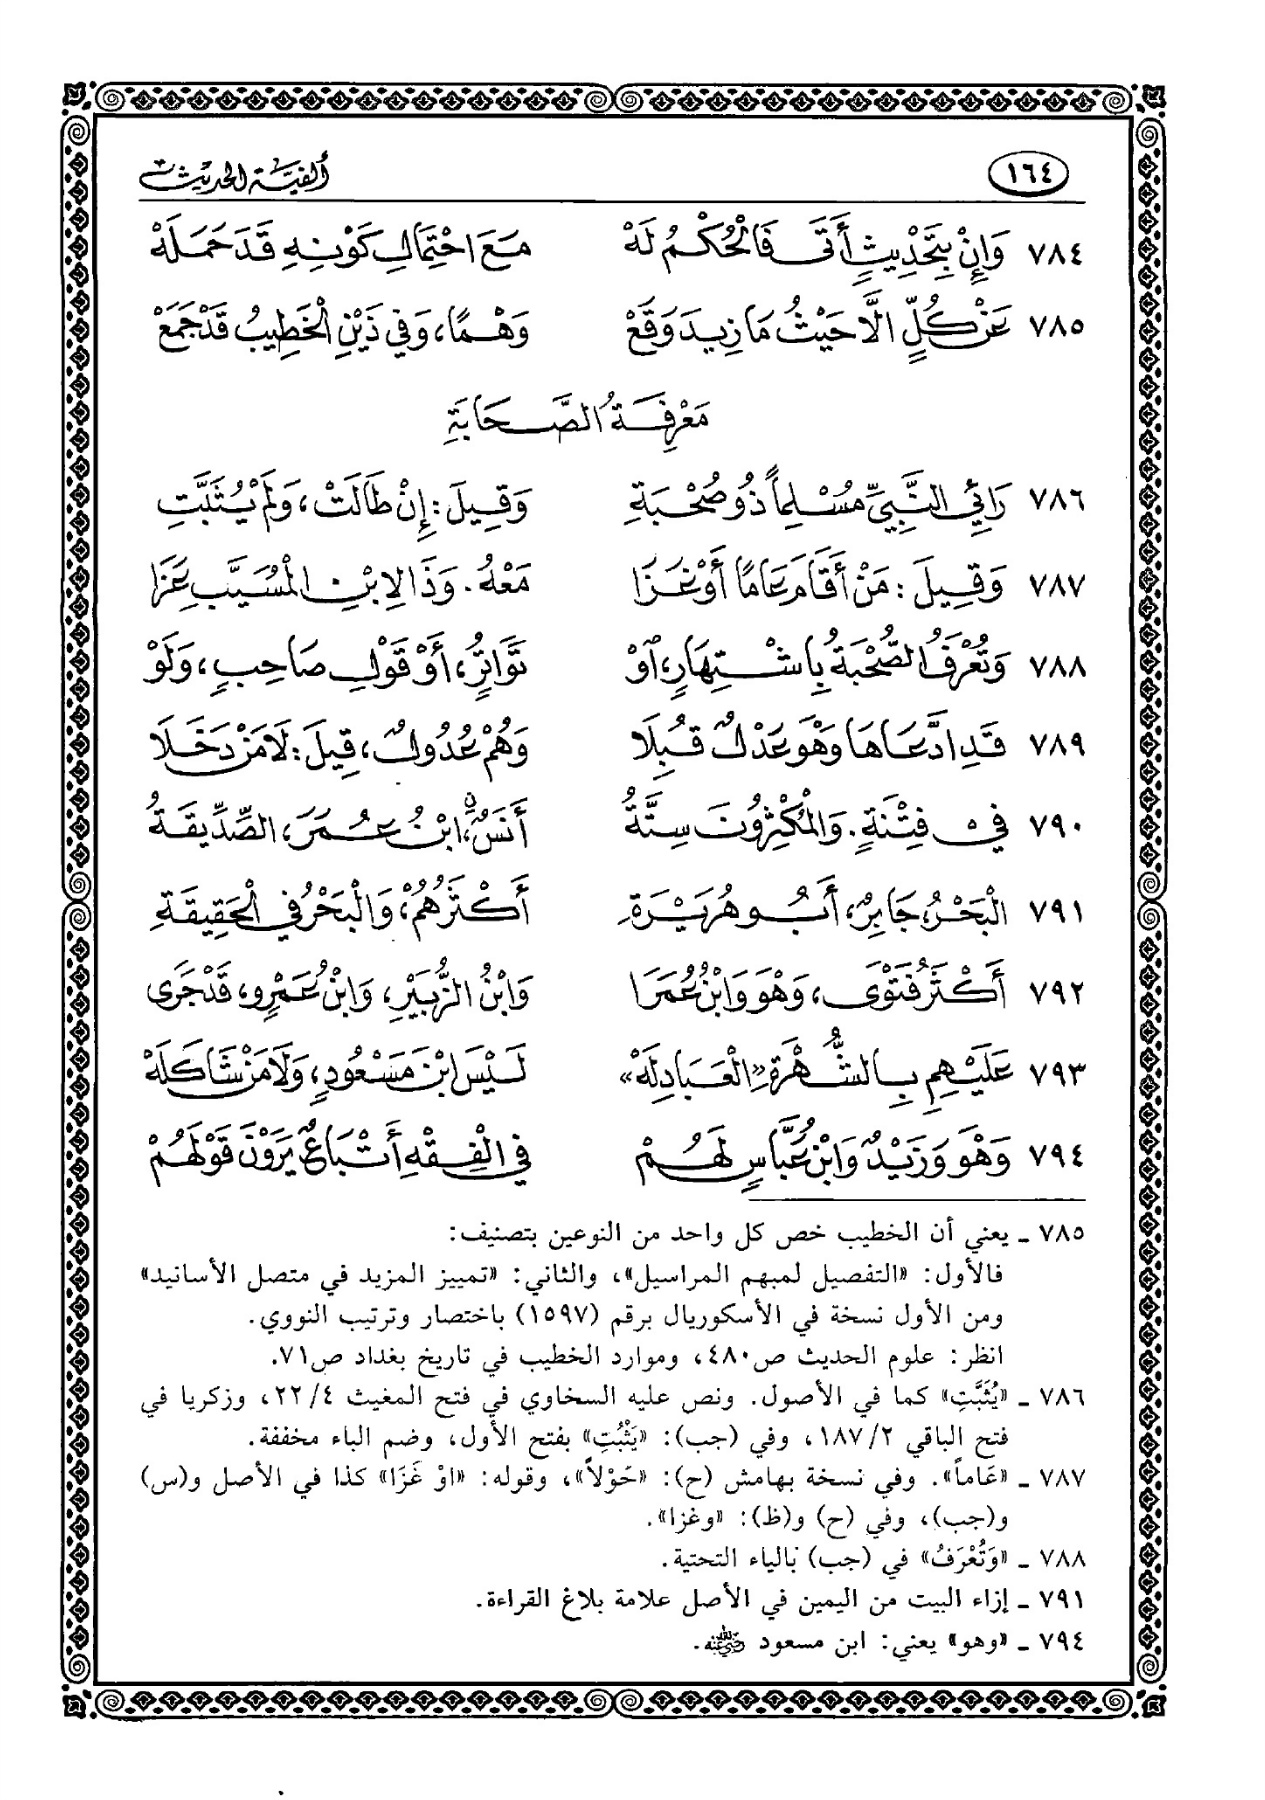 ١٦٤ ألفية الحديث
٧٨٤ وَإِنْ بِتَحْدِيثٍ أَتَى فَالْحُكْمُ لَهْ مَعَ احْتِمَالِ كَوْنِهِ قَدْ حَمَلَهْ
٧٨٥ عَنْ كُلٍّ الَّا حَيْثُ مَا زِيدَ وَقَعْ وَهْمًا، وَفِي ذَيْنِ الْخَطِيبُ قَدْ جَمَعْ
مَعْرِفَةُ الصَّحَابَةِ
٧٨٦ رَائِي النَّبِيِّ مُسْلِماً ذُو صُحْبَةِ وَقِيلَ: إِنْ طَالَتْ، وَلَمْ يُثَبَّتِ
٧٨٧ وَقِيلَ: مَنْ أَقَامَ عَامًا أَوْ غَزَا مَعْهُ. وَذَا لِابْنِ الْمُسَيَّبِ عَزَا
٧٨٨ وَتُعْرَفُ الصُّحْبَةُ بِاشْتِهَارٍ، اوْ تَوَاتُرٍ، أَوْ قَوْلِ صَاحِبٍ، وَلَوْ
٧٨٩ قَدِ ادَّعَاهَا وَهْوَ عَدْلٌ قُبِلَا وَهُمْ عُدُولٌ، قِيلَ: لَا مَنْ دَخَلَا
٧٩٠ فِي فِتْنَةٍ. وَالْمُكْثِرُونَ سِتَّةُ أَنَسٌ، ابْنُ عُمَرَ، الصِّدِّيقَةُ
٧٩١ الْبَحْرُ، جَابِرٌ، أَبُو هُرَيْرَةِ أَكْثَرُهُمْ، وَالْبَحْرُ فِي الْحَقِيقَةِ
٧٩٢ أَكْثَرُ فَتْوَى، وَهْوَ وَابْنُ عُمَرَا وَابْنُ الزُّبَيْرِ، وَابْنُ عَمْرٍو، قَدْ جَرَى
٧٩٣ عَلَيْهِمِ بِالشُّهْرَةِ «الْعَبَادِلَهْ» لَيْسَ ابْنَ مَسْعُودٍ، وَلَا مَنْ شَاكَلَهْ
٧٩٤ وَهْوَ وَزَيْدٌ وَابْنُ عَبَّاسٍ لَهُمْ فِي الْفِقْهِ أَتْبَاعٌ يَرَوْنَ قَوْلَهُمْ
٧٨٥ ـ يعني أن الخطيب خص كل واحد من النوعين بتصنيف:
فالأول: «التفصيل لمبهم المراسيل»، والثاني: «تمييز المزيد في متصل الأسانيد»
ومن الأول نسخة في الأسكوريال برقم (١٥٩٧) باختصار وترتيب النووي.
انظر: علوم الحديث ص٤٨٠، وموارد الخطيب في تاريخ بغداد ص٧١.
٧٨٦ ـ «يُثَبَّتِ» كما في الأصول. ونص عليه السخاوي في فتح المغيث ٢٢/٤، وزكريا في
فتح الباقي ١٨٧/٢، وفي (جب): «يَثْبُتِ» بفتح الأول، وضم الباء مخففة.
٧٨٧ ـ «عَاماً». وفي نسخة بهامش (ح): «حَوْلاً»، وقوله: «اوْ غَزَا» كذا في الأصل و(س)
و(جب)، وفي (ح) و(ظ): «وغزا».
٧٨٨ ـ «وَتُعْرَفُ» في (جب) بالياء التحتية.
٧٩١ ـ إزاء البيت من اليمين في الأصل علامة بلاغ القراءة.
٧٩٤ ـ «وهو» يعني: ابن مسعود رضي الله عنه.